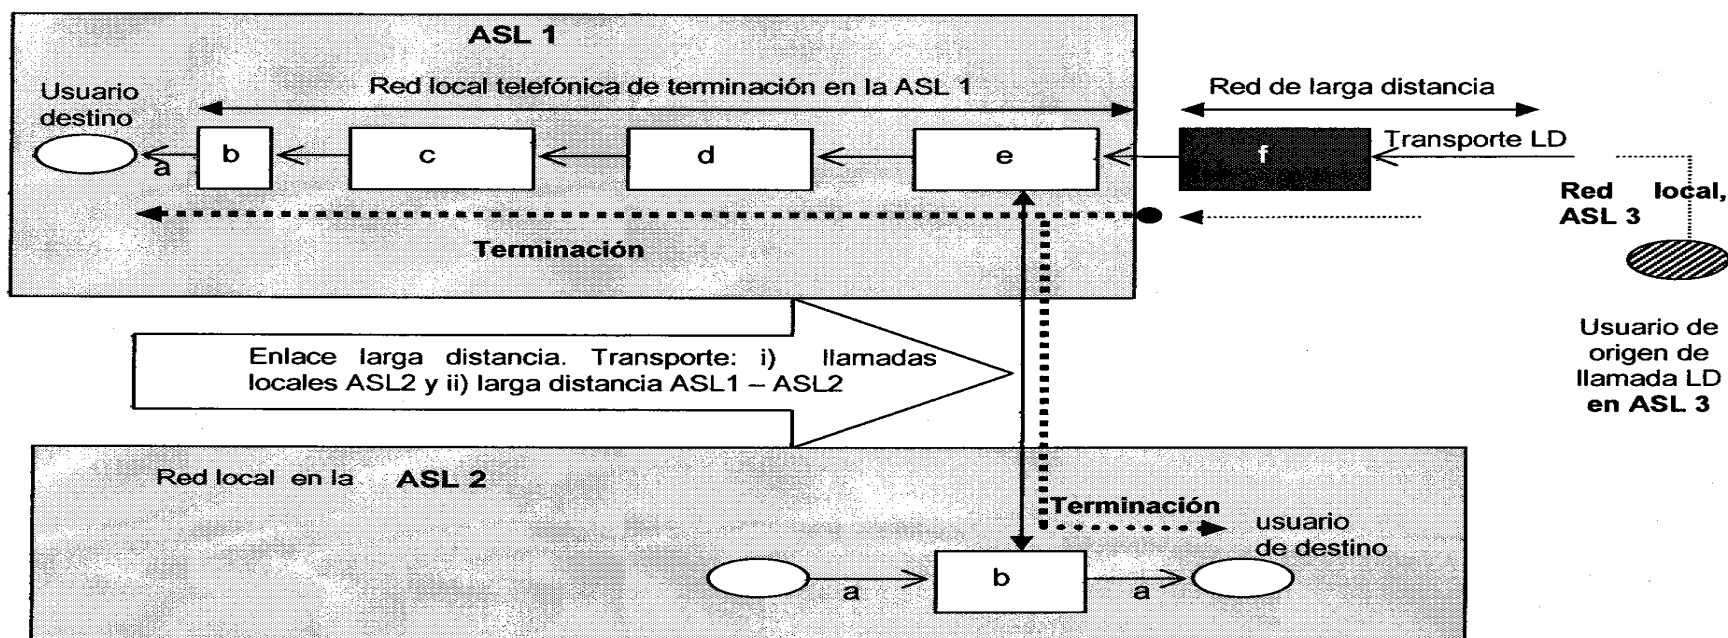 ASL 1
Red local telefónica de terminación en la ASL 1
Red de larga distancia
Usuario
destino
a
b
c
d
e
f
Transporte LD
Red local,
ASL 3
Terminación
Usuario de
origen de
llamada LD
en ASL 3
Enlace larga distancia. Transporte: i) llamadas
locales ASL2 y ii) larga distancia ASL1 – ASL2
Red local en la ASL 2
Terminación
usuario
de destino
a
b
a